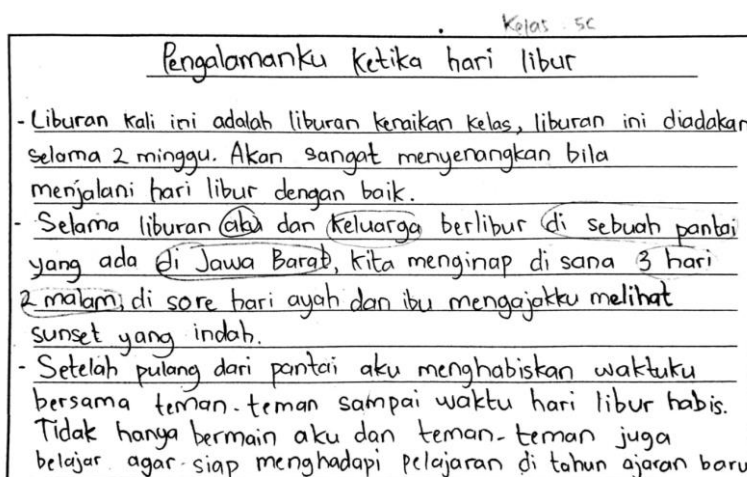 Kelas : 5C
Pengalamanku ketika hari libur
- Liburan kali ini adalah liburan kenaikan kelas, liburan ini diadakan
selama 2 minggu. Akan sangat menyenangkan bila
menjalani hari libur dengan baik.
- Selama liburan aku dan keluarga berlibur di sebuah pantai
yang ada di Jawa Barat, kita menginap di sana 3 hari
2 malam, di sore hari ayah dan ibu mengajakku melihat
sunset yang indah.
- Setelah pulang dari pantai aku menghabiskan waktuku
bersama teman-teman sampai waktu hari libur habis.
Tidak hanya bermain aku dan teman-teman juga
belajar agar siap menghadapi pelajaran di tahun ajaran baru